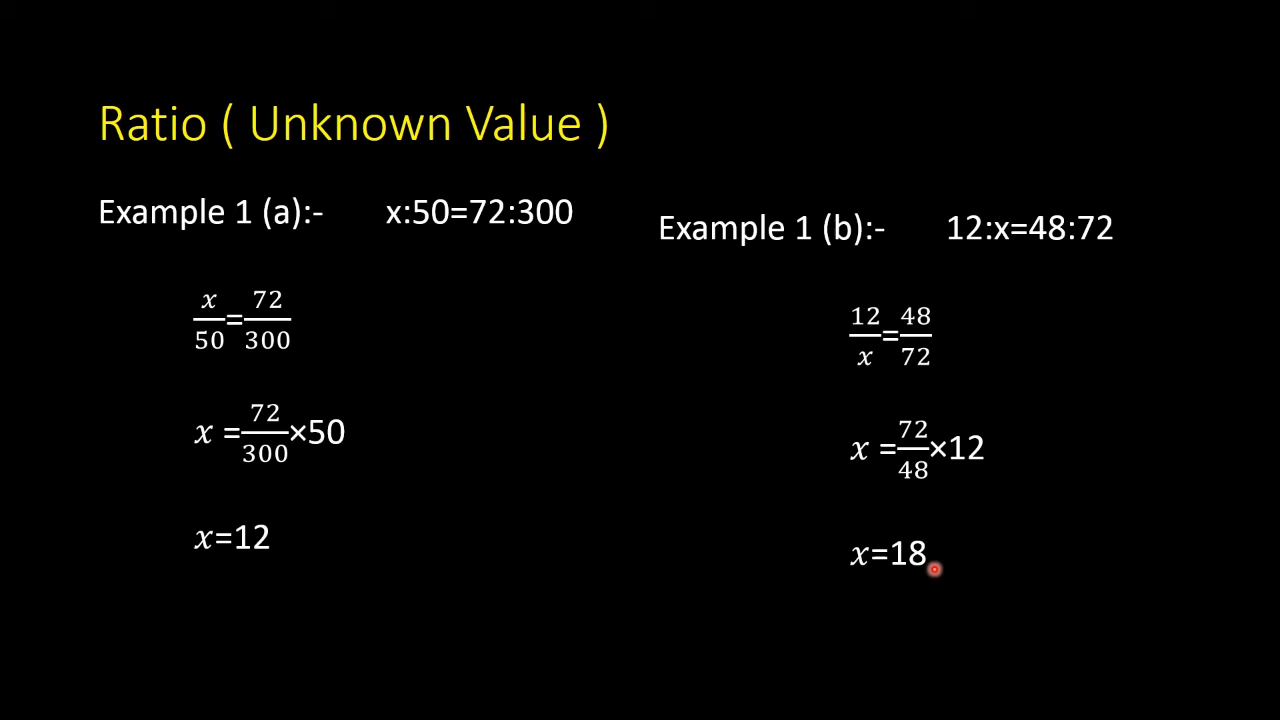 Ratio ( Unknown Value )
Example 1 (a):- x:50=72:300
x/50=72/300
x =72/300×50
x=12
Example 1 (b):- 12:x=48:72
12/x=48/72
x =72/48×12
x=18